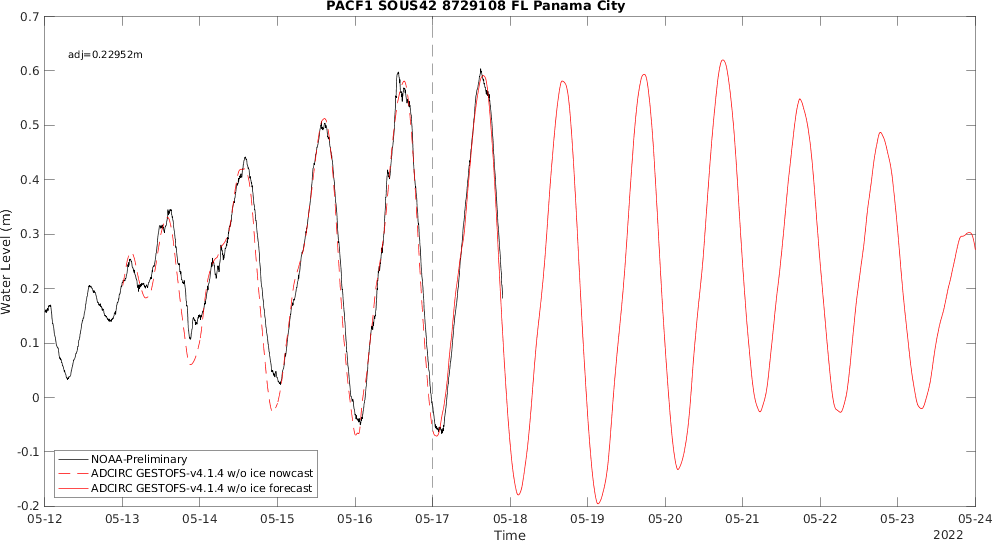 PACF1 SOUS42 8729108 FL Panama City
adj=0.22952m
0.7
0.6
0.5
0.4
0.3
0.2
0.1
0
-0.1
-0.2
Water Level (m)
NOAA-Preliminary
ADCIRC GESTOFS-v4.1.4 w/o ice nowcast
ADCIRC GESTOFS-v4.1.4 w/o ice forecast
05-12 05-13 05-14 05-15 05-16 05-17 05-18 05-19 05-20 05-21 05-22 05-23 05-24
Time
2022